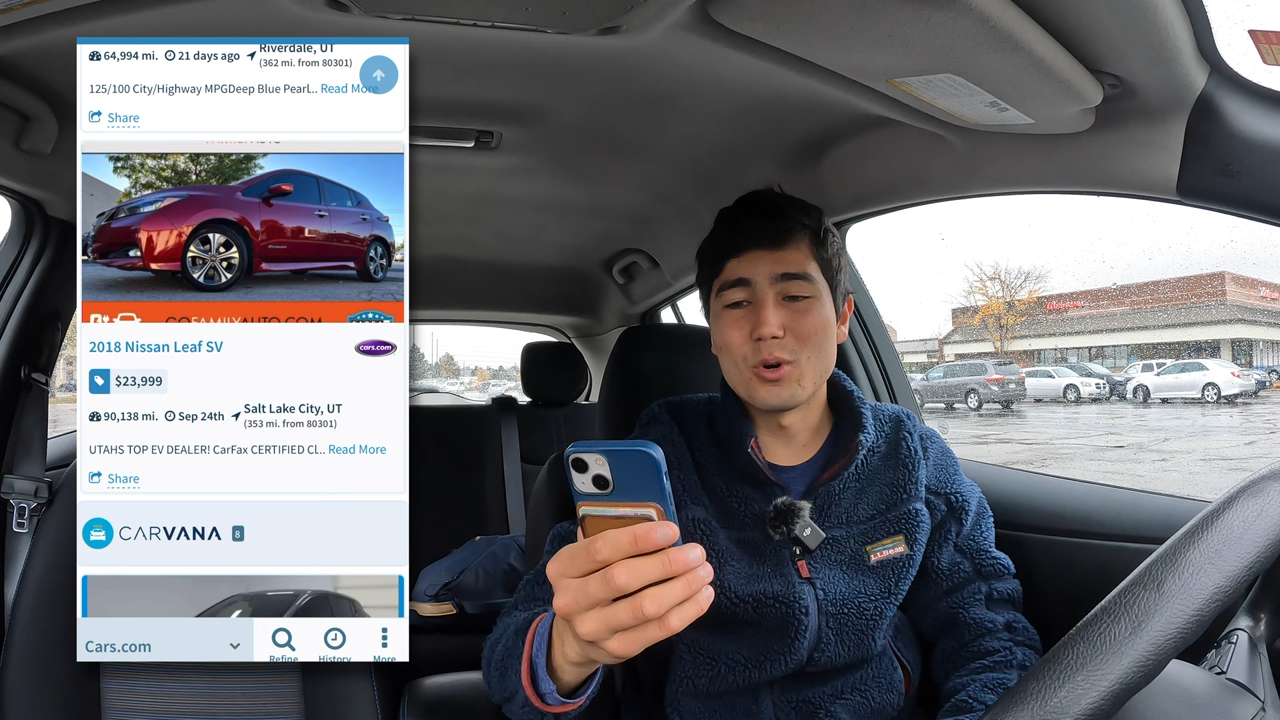 64,994 mi. 21 days ago Riverdale, UT
(362 mi. from 80301)
125/100 City/Highway MPGDeep Blue Pearl... Read More
Share
GOFAMILYAUTO.COM
2018 Nissan Leaf SV
cars.com
$23,999
90,138 mi. Sep 24th Salt Lake City, UT
(353 mi. from 80301)
UTAHS TOP EV DEALER! CarFax CERTIFIED Cl... Read More
Share
CARVANA 8
Cars.com
Refine History More
L.L.Bean
Walgreens